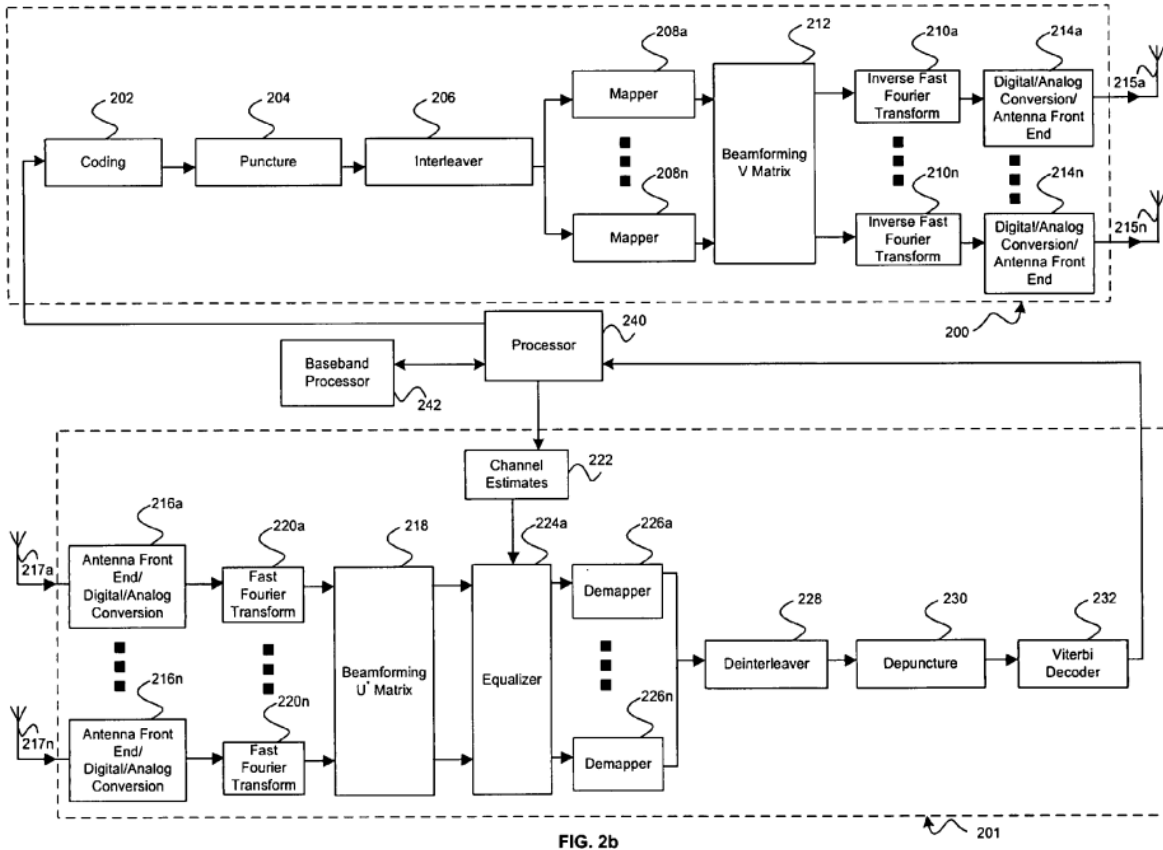 208a
212
210a
214a
202
204
206
215a
Mapper
Inverse Fast
Fourier
Transform
Digital/Analog
Conversion/
Antenna Front
End
Coding
Puncture
Interleaver
Beamforming
V Matrix
208n
210n
214n
Mapper
Inverse Fast
Fourier
Transform
Digital/Analog
Conversion/
Antenna Front
End
215n
200
240
Processor
Baseband
Processor
242
222
Channel
Estimates
216a
220a
218
224a
226a
217a
Antenna Front
End/
Digital/Analog
Conversion
Fast
Fourier
Transform
Demapper
228
230
232
Beamforming
U* Matrix
Equalizer
Deinterleaver
Depuncture
Viterbi
Decoder
216n
220n
226n
217n
Antenna Front
End/
Digital/Analog
Conversion
Fast
Fourier
Transform
Demapper
201
FIG. 2b